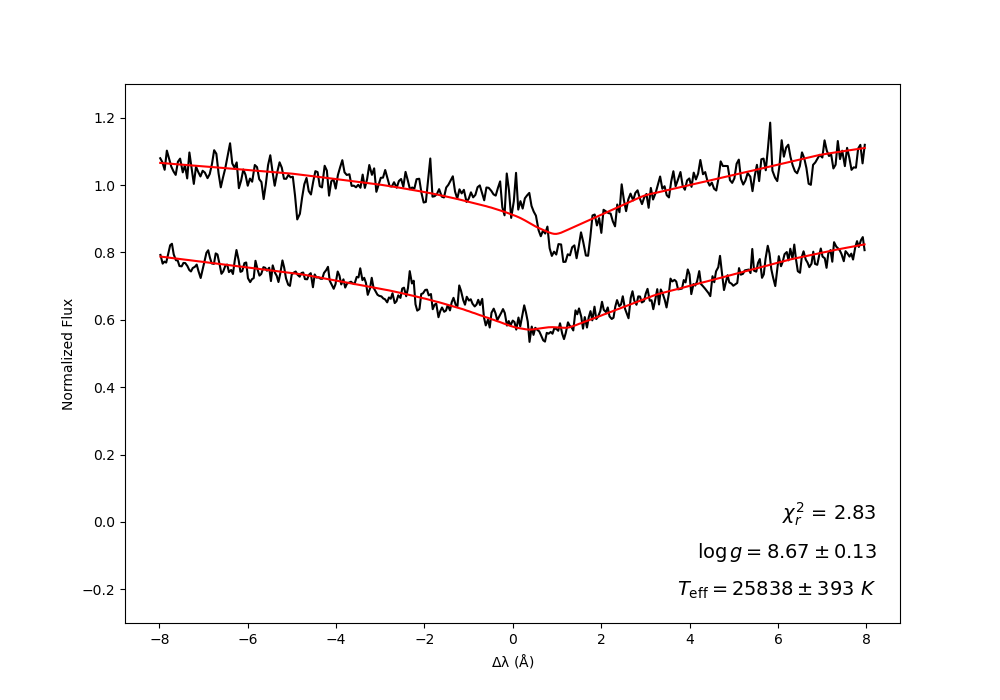 1.2
1.0
0.8
0.6
0.4
0.2
0.0
−0.2
Normalized Flux
χ²ᵣ = 2.83
log g = 8.67 ± 0.13
T_eff = 25838 ± 393 K
−8 −6 −4 −2 0 2 4 6 8
Δλ (Å)